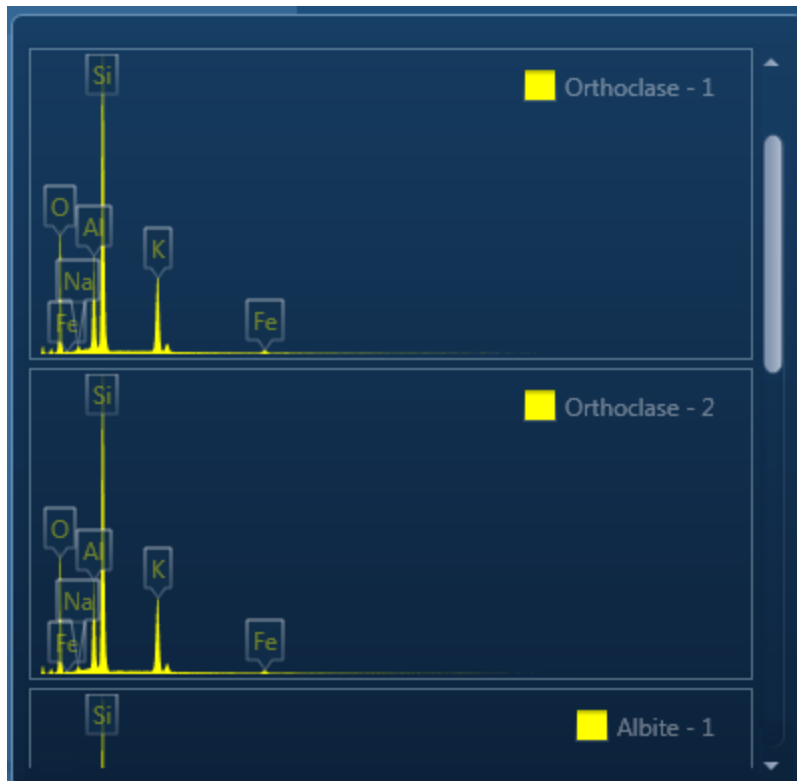 Si
Orthoclase - 1
O
Al
K
Na
Fe
Fe
Si
Orthoclase - 2
O
Al
K
Na
Fe
Fe
Si
Albite - 1